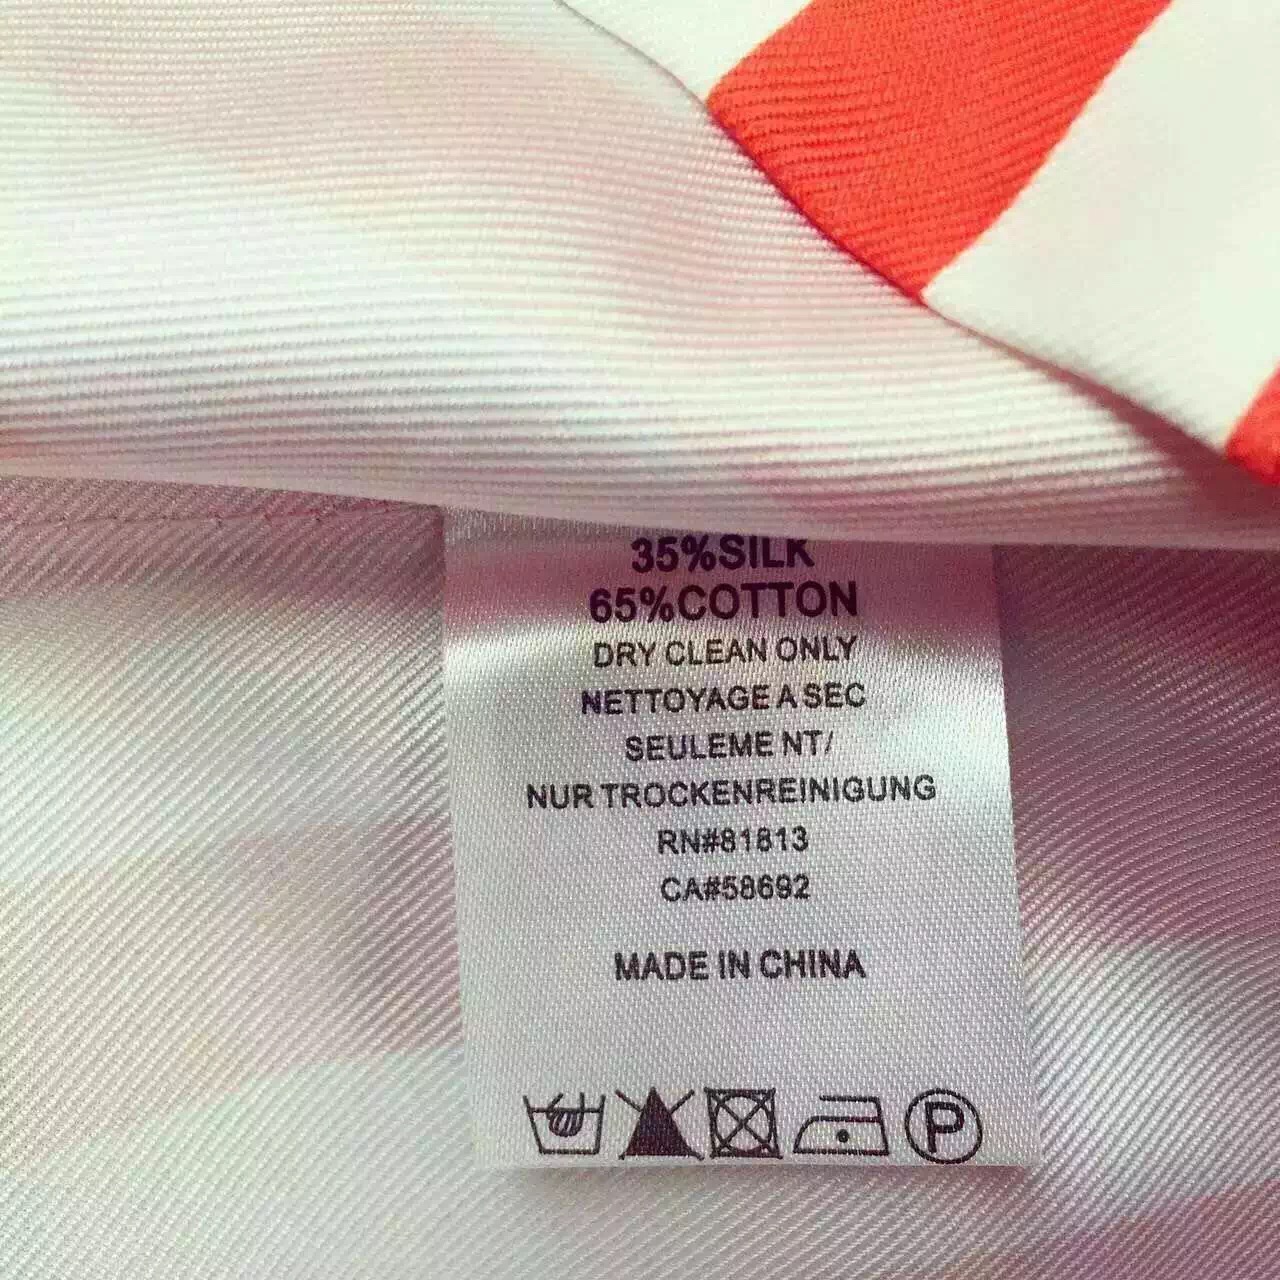 35%SILK
65%COTTON
DRY CLEAN ONLY
NETTOYAGE A SEC
SEULEME NT/
NUR TROCKENREINIGUNG
RN#81813
CA#58692
MADE IN CHINA
P